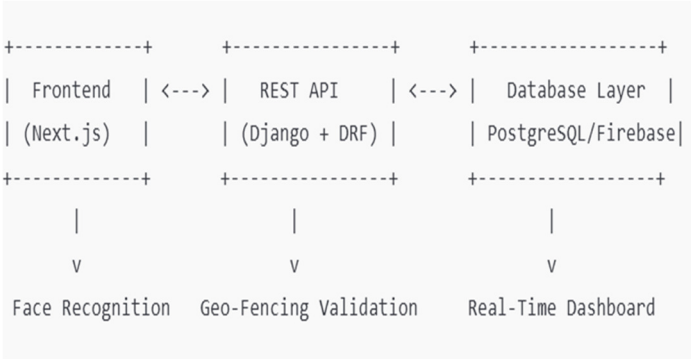 +-------------+ +----------------+ +------------------+
| Frontend | <---> | REST API | <---> | Database Layer |
| (Next.js) | | (Django + DRF) | | PostgreSQL/Firebase|
+-------------+ +----------------+ +------------------+
| | |
v v v
Face Recognition Geo-Fencing Validation Real-Time Dashboard